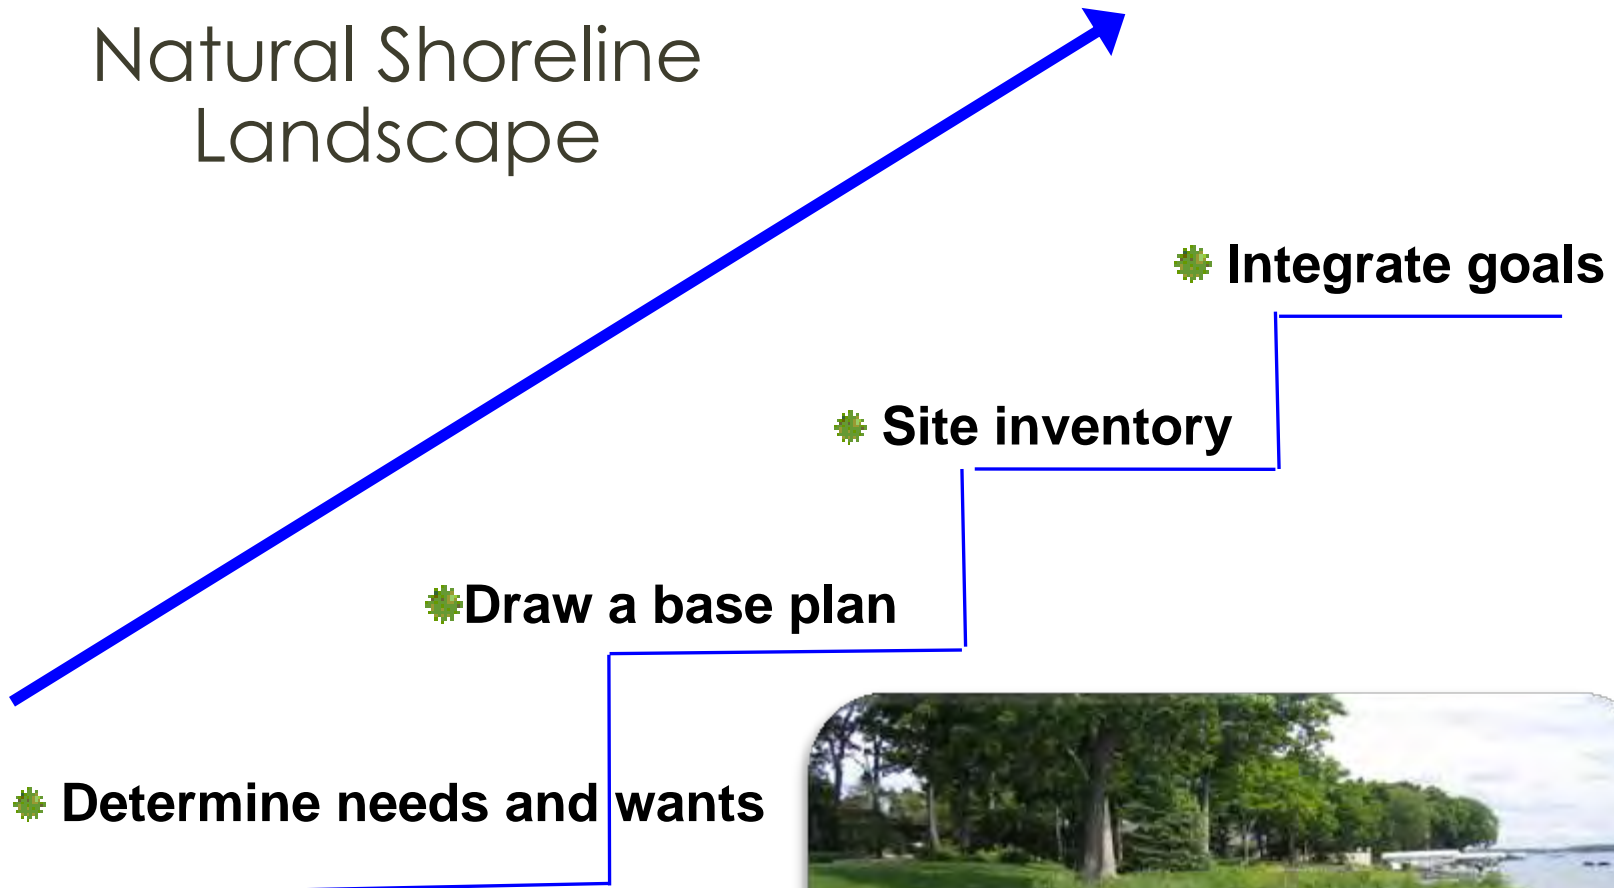 Natural Shoreline
Landscape
Integrate goals
Site inventory
Draw a base plan
Determine needs and wants